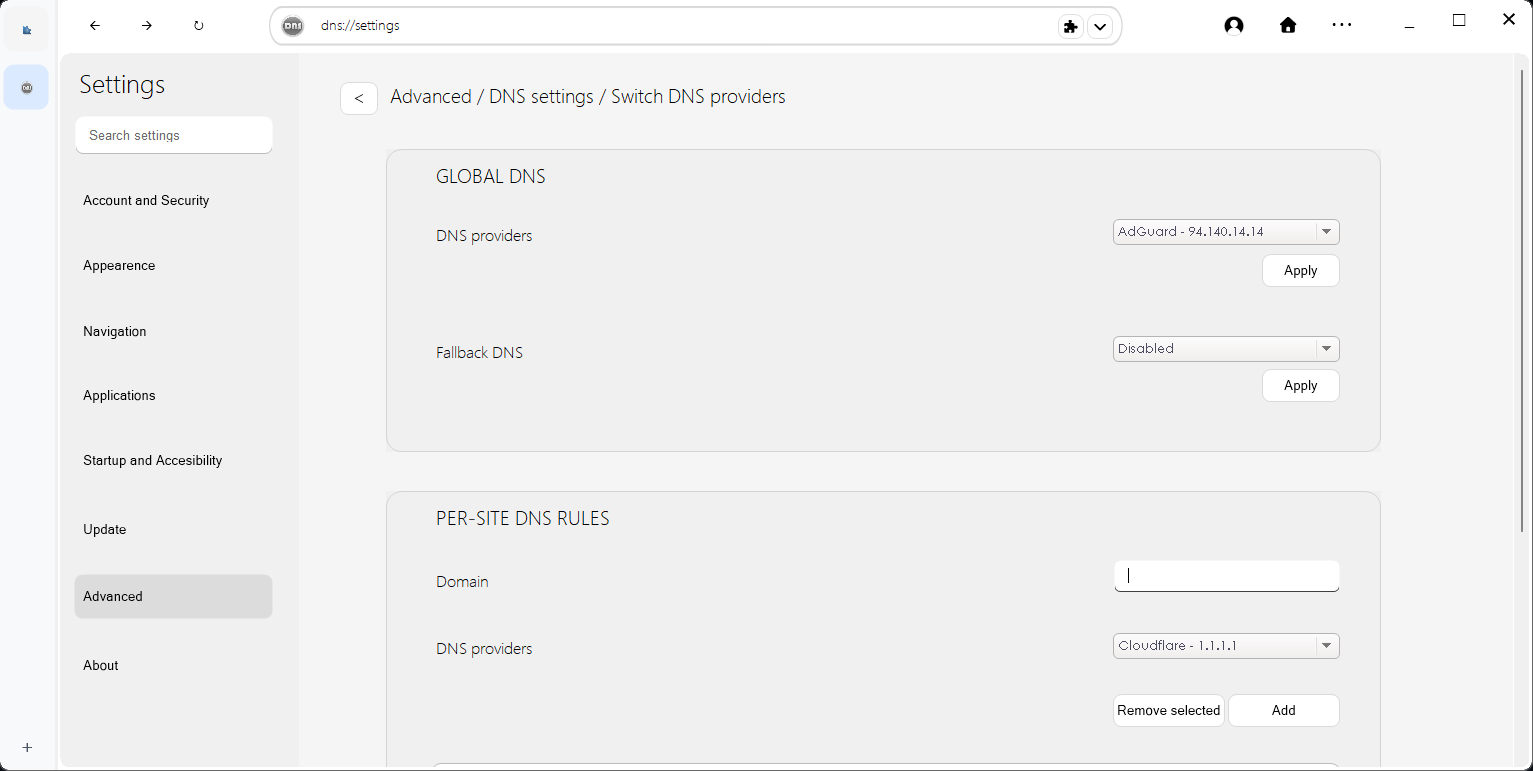 DNS dns://settings
Settings
Search settings
Account and Security
Appearence
Navigation
Applications
Startup and Accesibility
Update
Advanced
About
< Advanced / DNS settings / Switch DNS providers
GLOBAL DNS
DNS providers AdGuard - 94.140.14.14
Apply
Fallback DNS Disabled
Apply
PER-SITE DNS RULES
Domain
DNS providers Cloudflare - 1.1.1.1
Remove selected Add